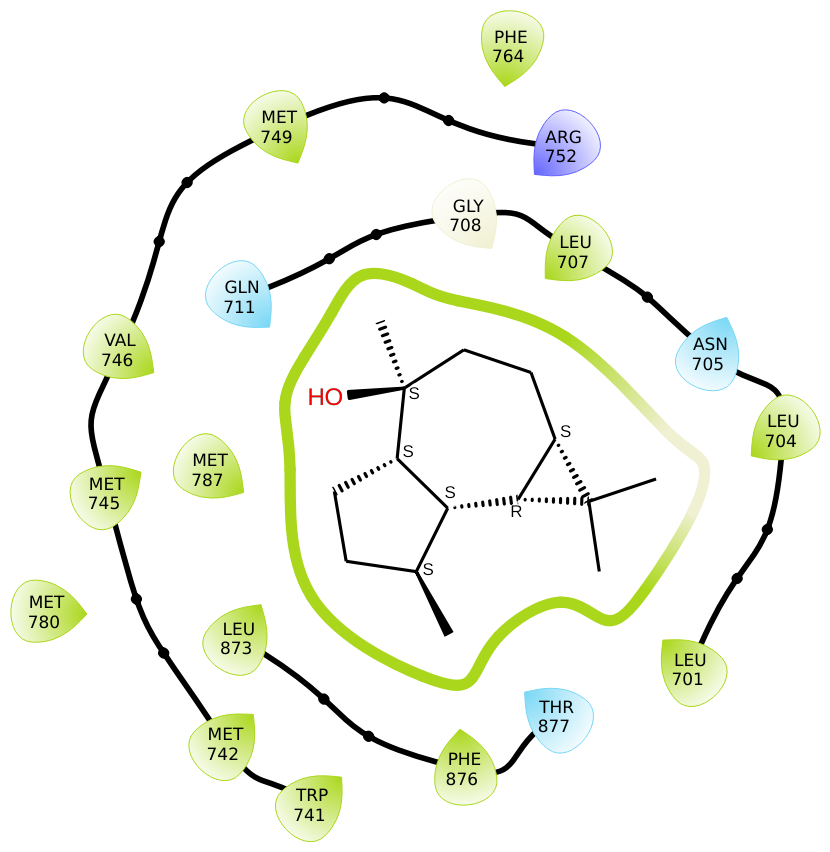 PHE
764
MET
749
ARG
752
GLY
708
LEU
707
GLN
711
ASN
705
VAL
746
HO
S
LEU
704
S
MET
787
S
MET
745
S
R
S
MET
780
LEU
873
LEU
701
THR
877
MET
742
PHE
876
TRP
741